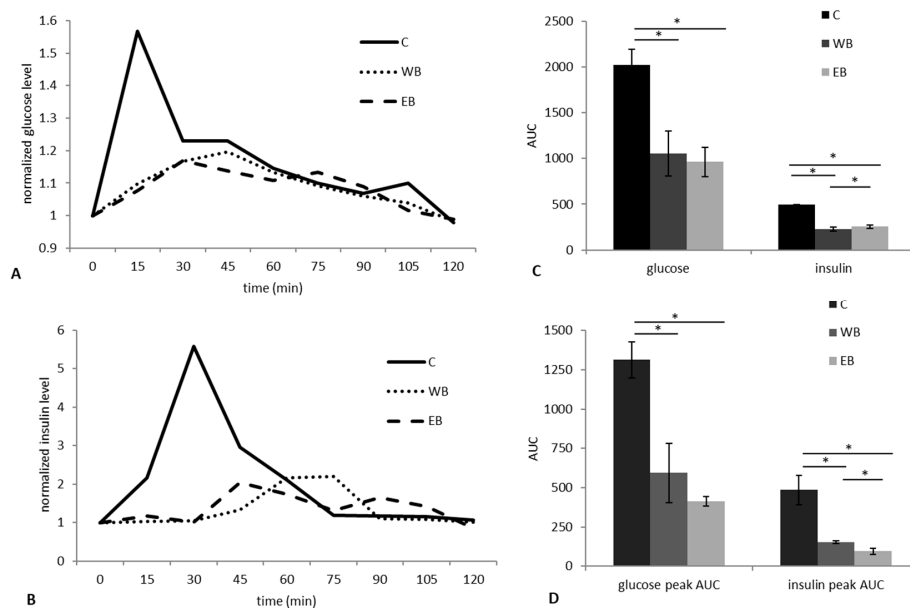 1.6
1.5
1.4
1.3
1.2
1.1
1
0.9
normalized glucose level
C
WB
EB
0 15 30 45 60 75 90 105 120
time (min)
A
2500
2000
1500
1000
500
0
AUC
C
WB
EB
* *
* * *
glucose insulin
C
6
5
4
3
2
1
0
normalized insulin level
C
WB
EB
0 15 30 45 60 75 90 105 120
time (min)
B
1500
1250
1000
750
500
250
0
AUC
C
WB
EB
* *
* * *
glucose peak AUC insulin peak AUC
D